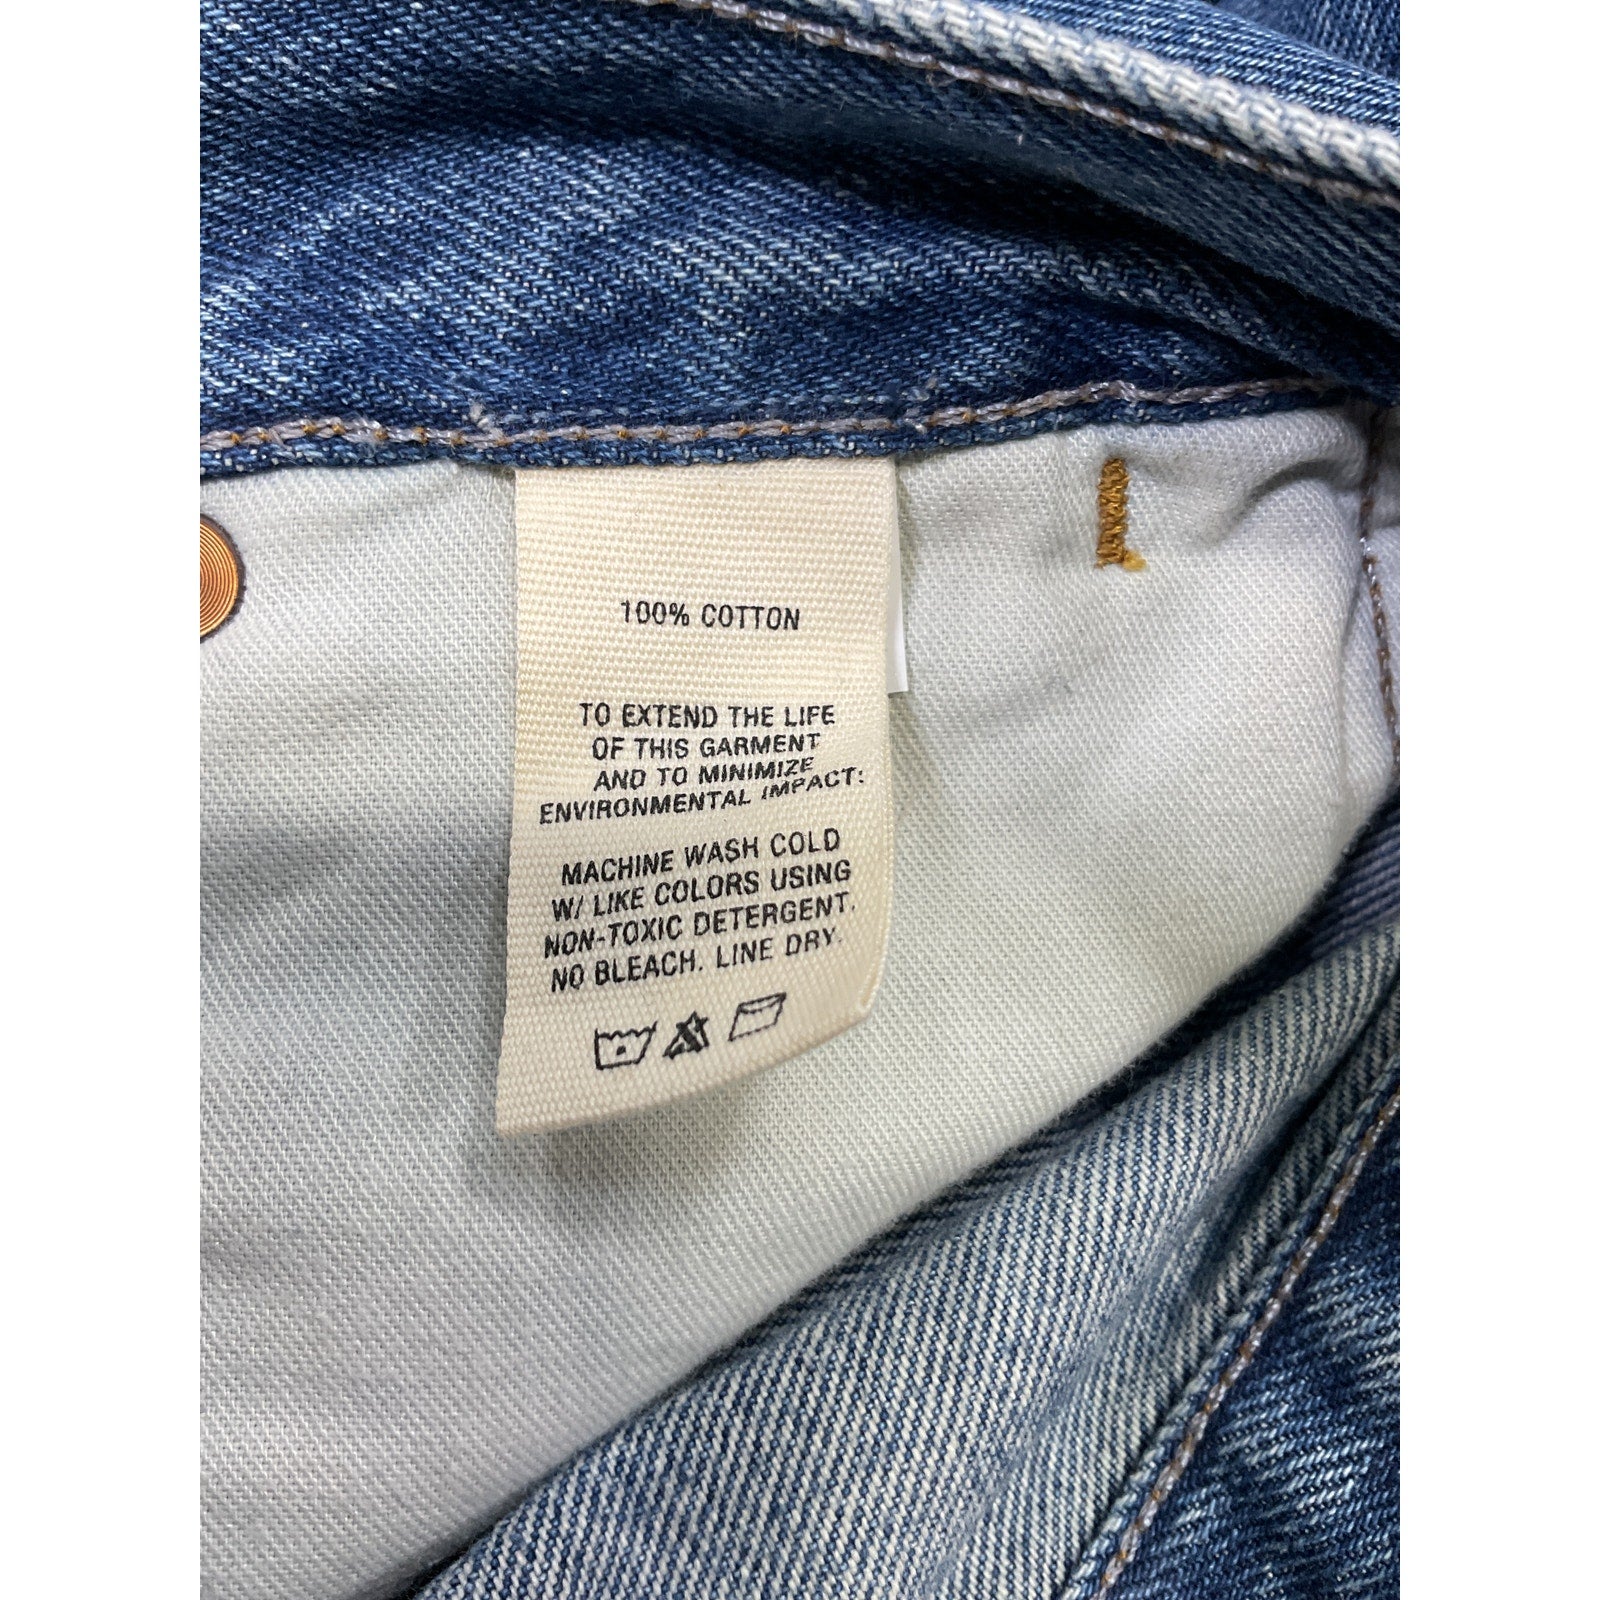 100% COTTON
TO EXTEND THE LIFE
OF THIS GARMENT
AND TO MINIMIZE
ENVIRONMENTAL IMPACT:
MACHINE WASH COLD
W/ LIKE COLORS USING
NON-TOXIC DETERGENT.
NO BLEACH. LINE DRY.